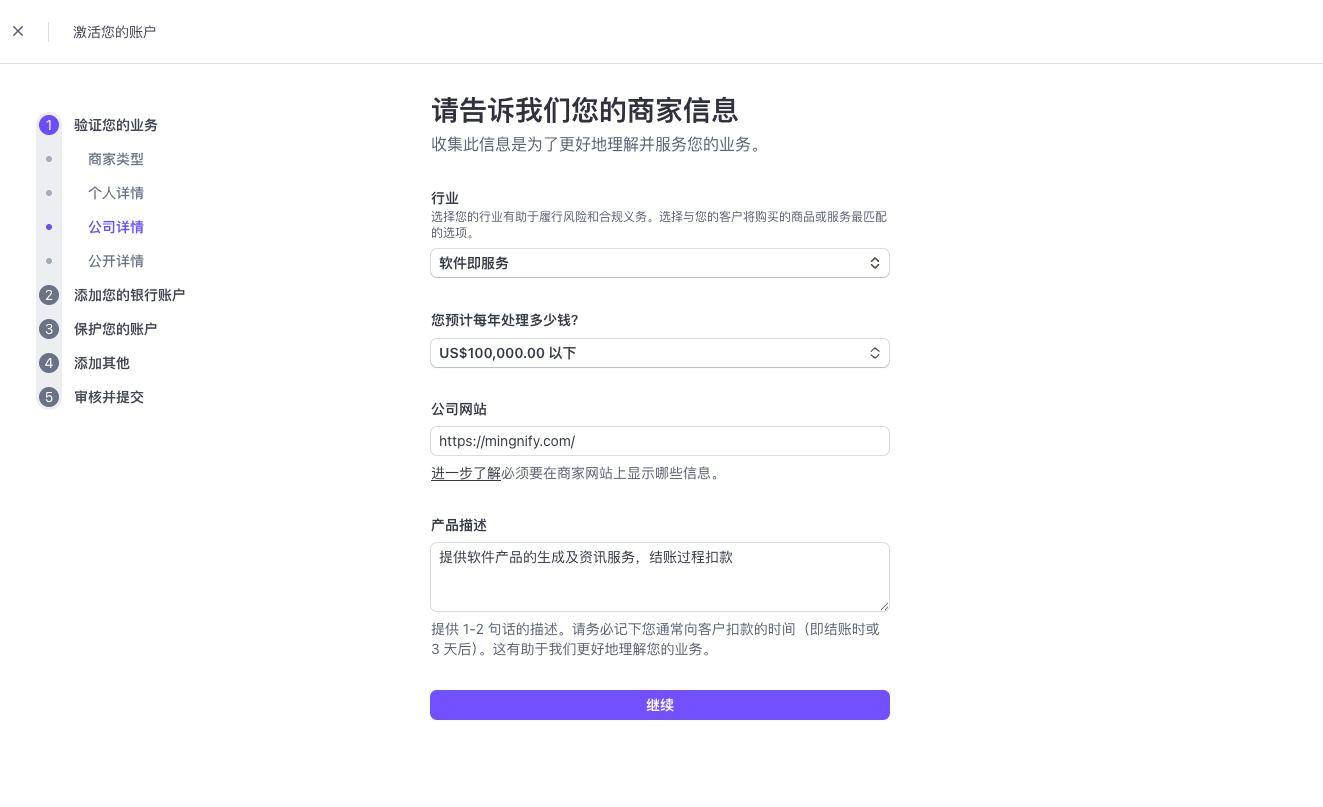 激活您的账户
请告诉我们您的商家信息
收集此信息是为了更好地理解并服务您的业务。
1 验证您的业务
商家类型
个人详情
公司详情
公开详情
2 添加您的银行账户
3 保护您的账户
4 添加其他
5 审核并提交
行业
选择您的行业有助于履行风险和合规义务。选择与您的客户将购买的商品或服务最匹配
的选项。
软件即服务
您预计每年处理多少钱?
US$100,000.00 以下
公司网站
https://mingnify.com/
进一步了解必须要在商家网站上显示哪些信息。
产品描述
提供软件产品的生成及资讯服务，结账过程扣款
提供 1-2 句话的描述。请务必记下您通常向客户扣款的时间（即结账时或
3 天后）。这有助于我们更好地理解您的业务。
继续